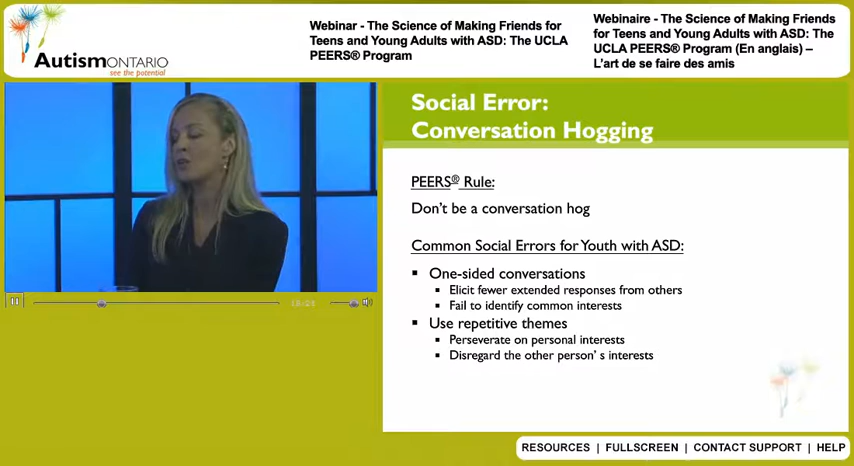 Webinar - The Science of Making Friends for
Teens and Young Adults with ASD: The UCLA
PEERS® Program
Webinaire - The Science of Making Friends
for Teens and Young Adults with ASD: The
UCLA PEERS® Program (En anglais) –
L'art de se faire des amis
AutismONTARIO
see the potential
Social Error:
Conversation Hogging
PEERS® Rule:
Don't be a conversation hog
Common Social Errors for Youth with ASD:
One-sided conversations
Elicit fewer extended responses from others
Fail to identify common interests
Use repetitive themes
Perseverate on personal interests
Disregard the other person' s interests
RESOURCES | FULLSCREEN | CONTACT SUPPORT | HELP